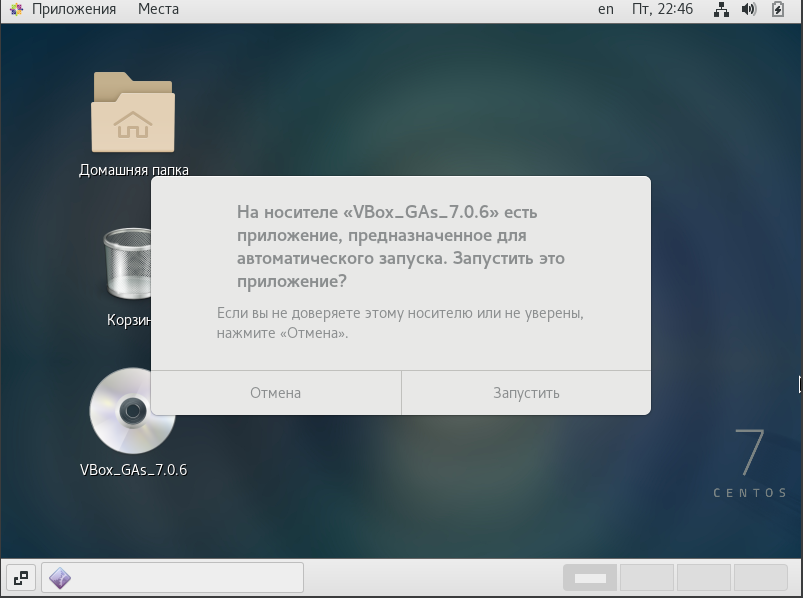 Приложения Места en Пт, 22:46
Домашняя папка
На носителе «VBox_GAs_7.0.6» есть
приложение, предназначенное для
автоматического запуска. Запустить это
приложение?
Если вы не доверяете этому носителю или не уверены,
нажмите «Отмена».
Отмена Запустить
Корзин
VBox_GAs_7.0.6
7
CENTOS